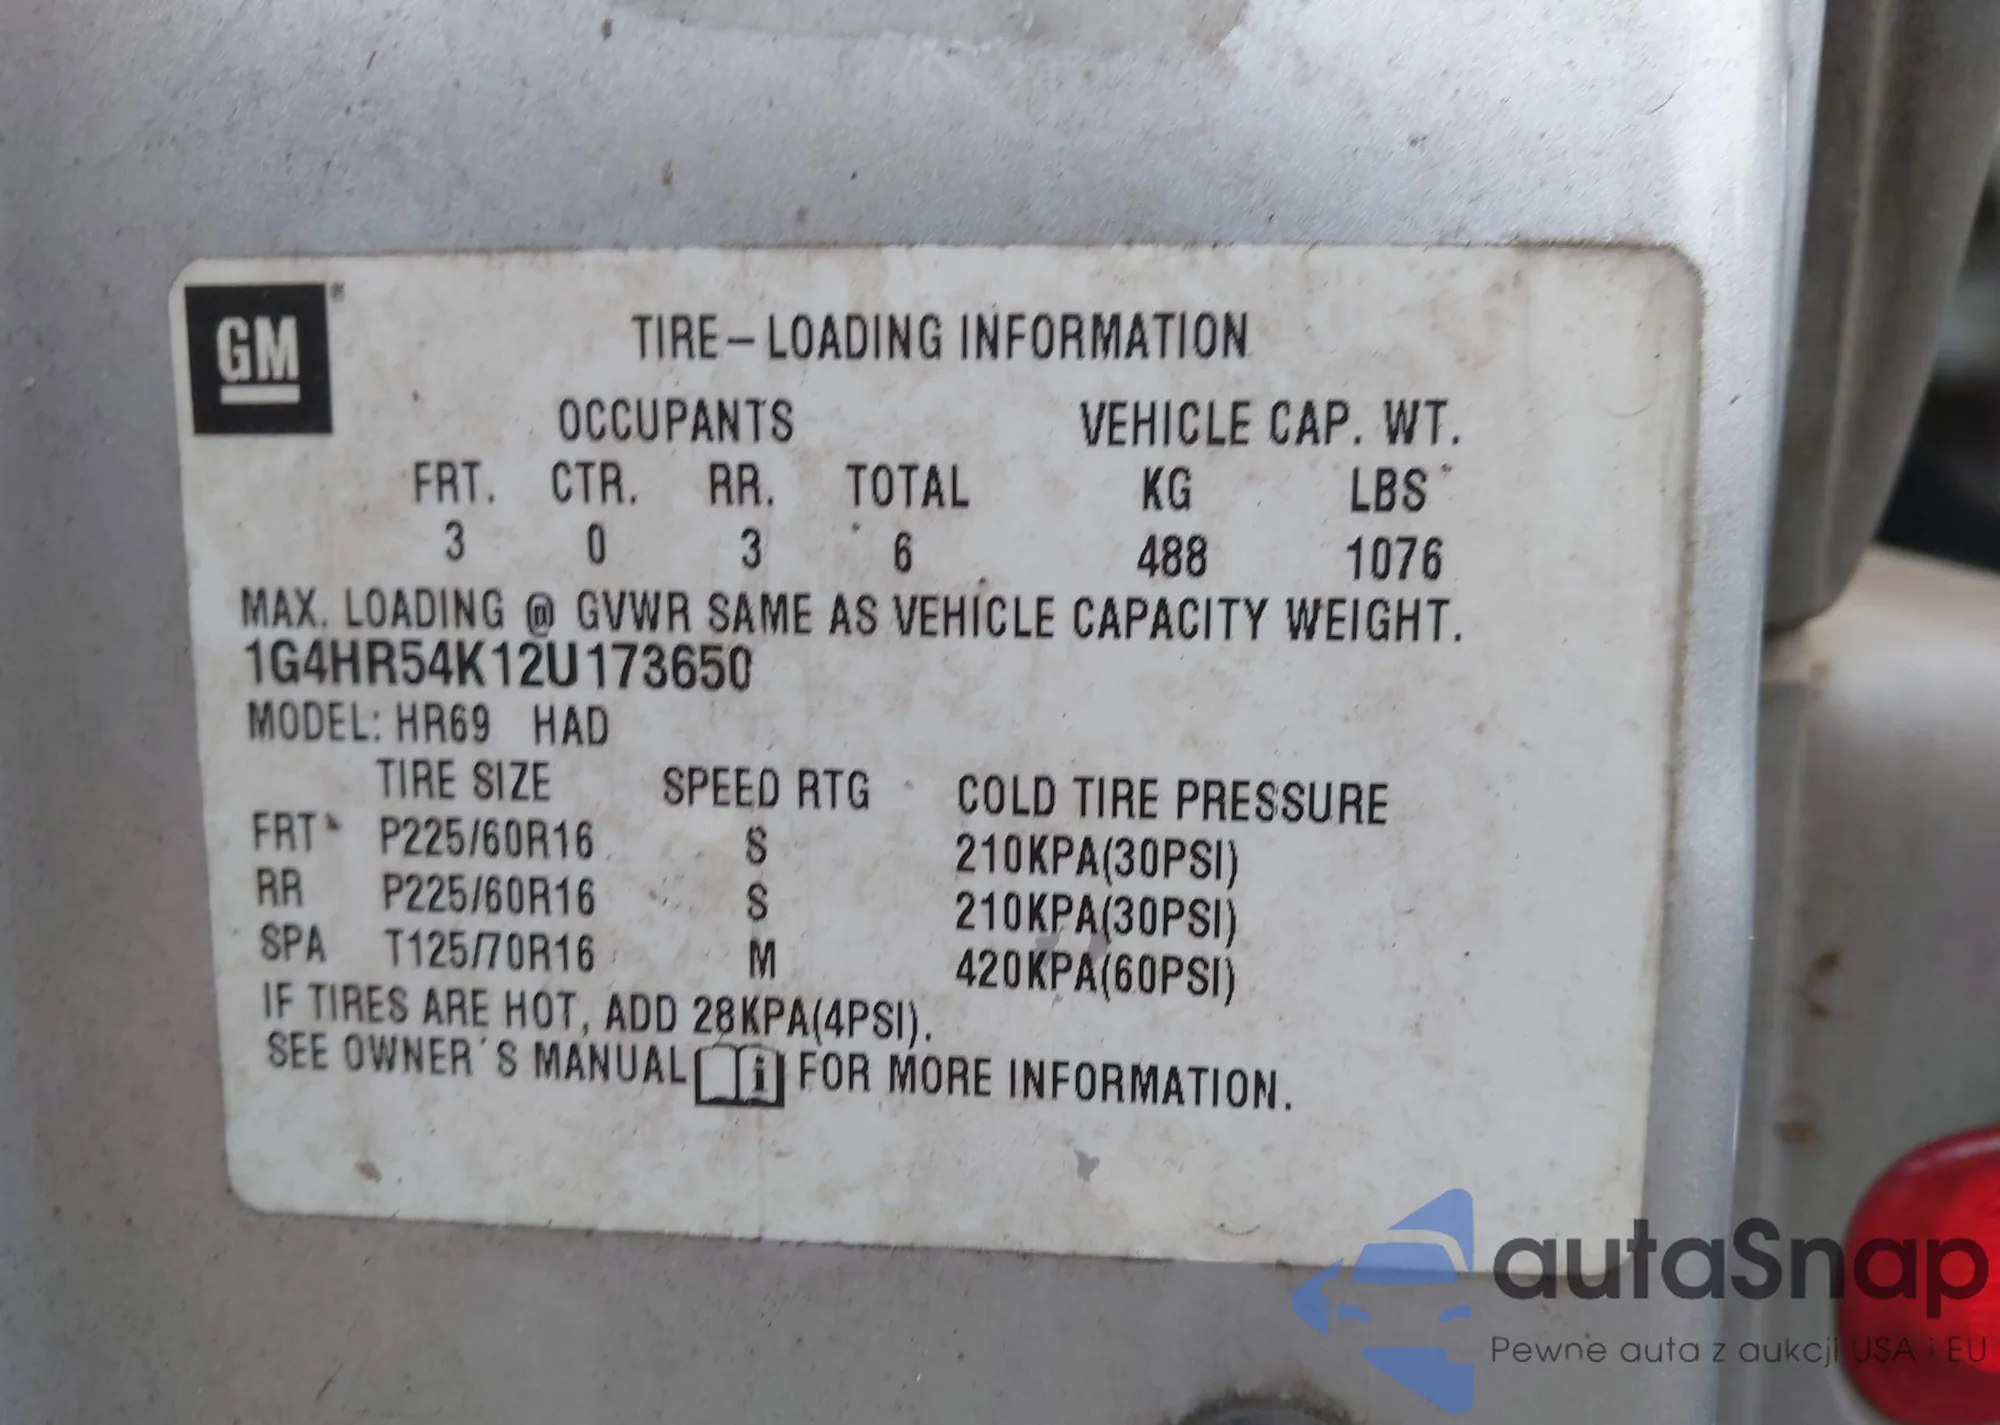 GM®
TIRE – LOADING INFORMATION
OCCUPANTS VEHICLE CAP. WT.
FRT. CTR. RR. TOTAL KG LBS
3 0 3 6 488 1076
MAX. LOADING @ GVWR SAME AS VEHICLE CAPACITY WEIGHT.
1G4HR54K12U173650
MODEL: HR69 HAD
TIRE SIZE SPEED RTG COLD TIRE PRESSURE
FRT P225/60R16 S 210KPA(30PSI)
RR P225/60R16 S 210KPA(30PSI)
SPA T125/70R16 M 420KPA(60PSI)
IF TIRES ARE HOT, ADD 28KPA(4PSI).
SEE OWNER'S MANUAL i FOR MORE INFORMATION.
autaSnap
Pewne auta z aukcji USA i EU